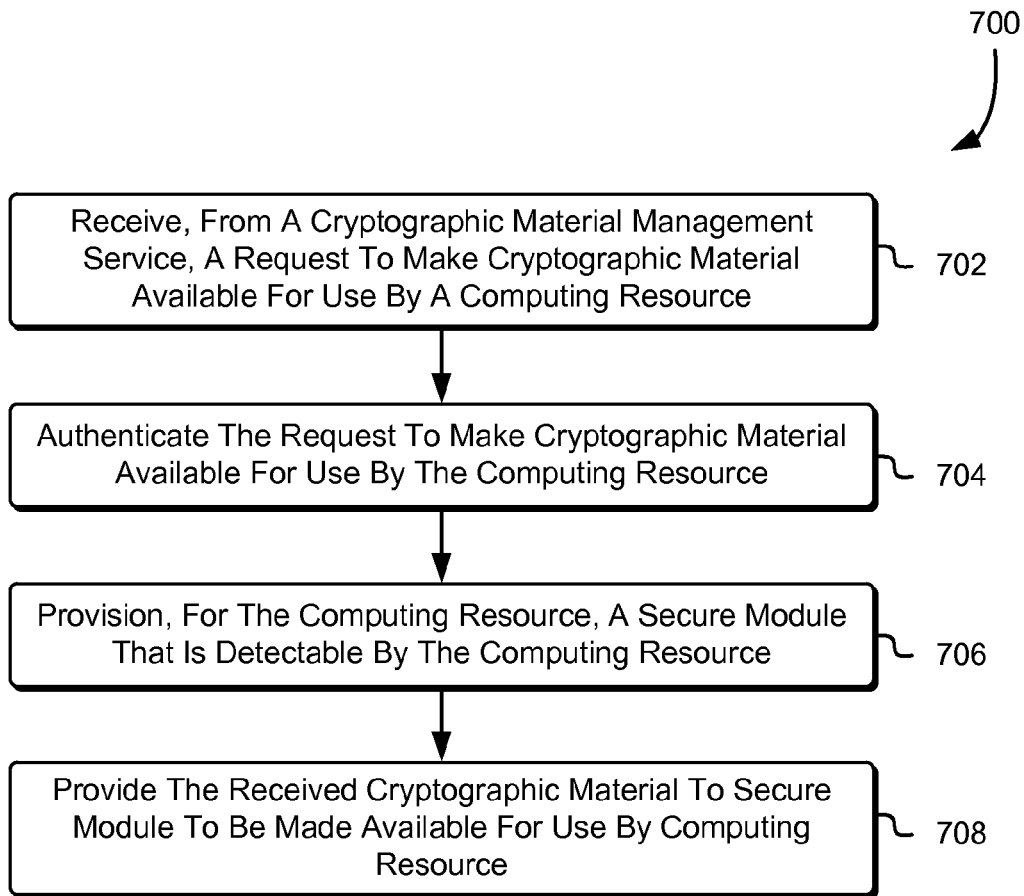 700
Receive, From A Cryptographic Material Management
Service, A Request To Make Cryptographic Material
Available For Use By A Computing Resource
702
Authenticate The Request To Make Cryptographic Material
Available For Use By The Computing Resource
704
Provision, For The Computing Resource, A Secure Module
That Is Detectable By The Computing Resource
706
Provide The Received Cryptographic Material To Secure
Module To Be Made Available For Use By Computing
Resource
708